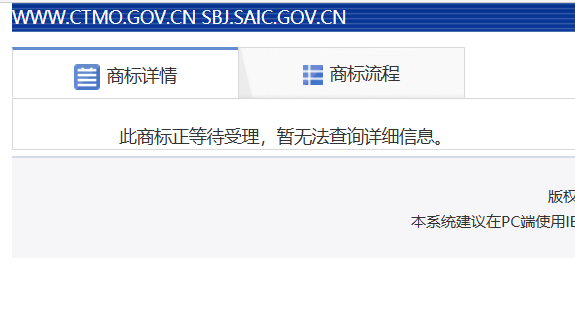 WWW.CTMO.GOV.CN SBJ.SAIC.GOV.CN
商标详情 商标流程
此商标正等待受理，暂无法查询详细信息。
版权
本系统建议在PC端使用IE